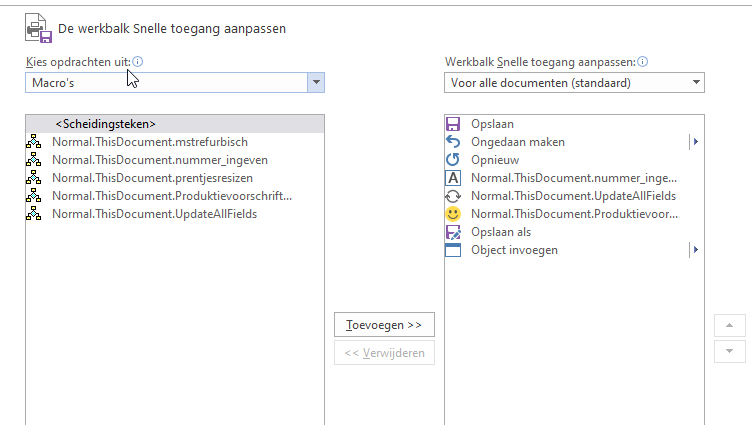 De werkbalk Snelle toegang aanpassen
Kies opdrachten uit:
Macro's
<Scheidingsteken>
Normal.ThisDocument.mstrefurbisch
Normal.ThisDocument.nummer_ingeven
Normal.ThisDocument.prentjesresizen
Normal.ThisDocument.Produktievoorschrift...
Normal.ThisDocument.UpdateAllFields
Toevoegen >>
<< Verwijderen
Werkbalk Snelle toegang aanpassen:
Voor alle documenten (standaard)
Opslaan
Ongedaan maken
Opnieuw
A Normal.ThisDocument.nummer_inge...
Normal.ThisDocument.UpdateAllFields
Normal.ThisDocument.Produktievoor...
Opslaan als
Object invoegen